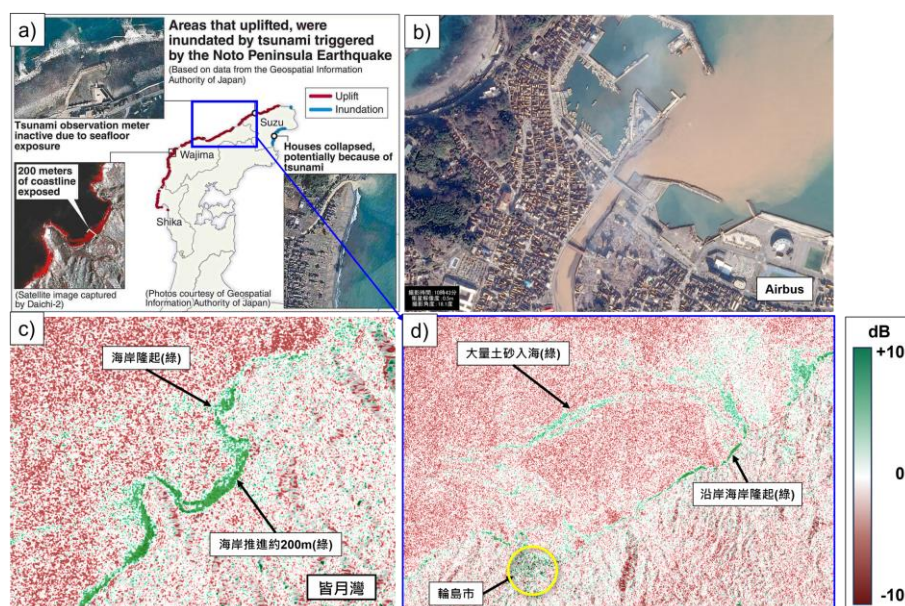 a)
Areas that uplifted, were
inundated by tsunami triggered
by the Noto Peninsula Earthquake
(Based on data from the Geospatial Information
Authority of Japan)
Uplift
Inundation
Tsunami observation meter
inactive due to seafloor
exposure
Suzu
Houses collapsed,
potentially because of
tsunami
Wajima
200 meters
of coastline
exposed
Shika
(Satellite image captured
by Daichi-2)
(Photos courtesy of Geospatial
Information Authority of Japan)
b)
Airbus
c)
海岸隆起(綠)
海岸推進約200m(綠)
皆月灣
d)
大量土砂入海(綠)
沿岸海岸隆起(綠)
輪島市
dB
+10
0
-10